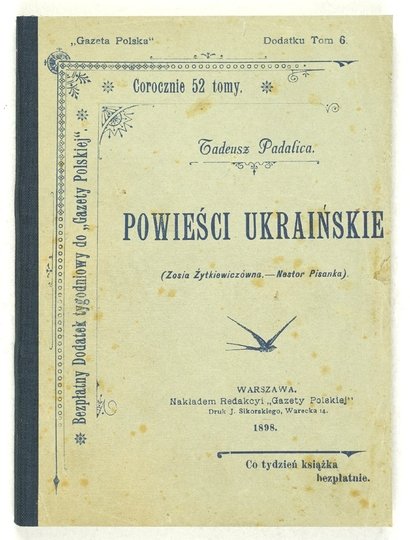 „Gazeta Polska“ Dodatku Tom 6.
Corocznie 52 tomy.
Bezpłatny Dodatek tygodniowy do „Gazety Polskiej“.
Tadeusz Padalica.
POWIEŚCI UKRAIŃSKIE
(Zosia Żytkiewiczówna.—Nestor Pisanka).
WARSZAWA.
Nakładem Redakcyi „Gazety Polskiej“
Druk J. Sikorskiego, Warecka 14.
1898.
Co tydzień książka
bezpłatnie.